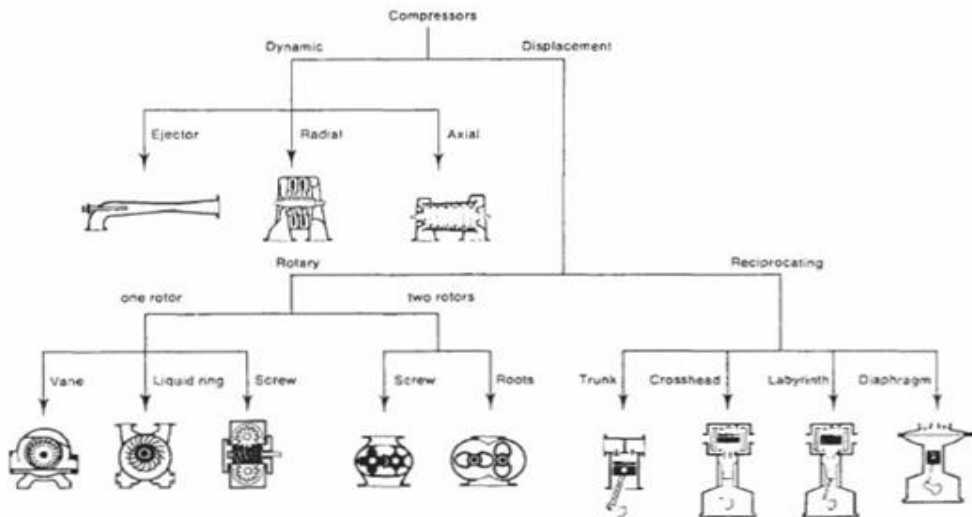 Compressors
Dynamic
Displacement
Ejector
Radial
Axial
Rotary
Reciprocating
one rotor
two rotors
Vane
Liquid ring
Screw
Screw
Roots
Trunk
Crosshead
Labyrinth
Diaphragm